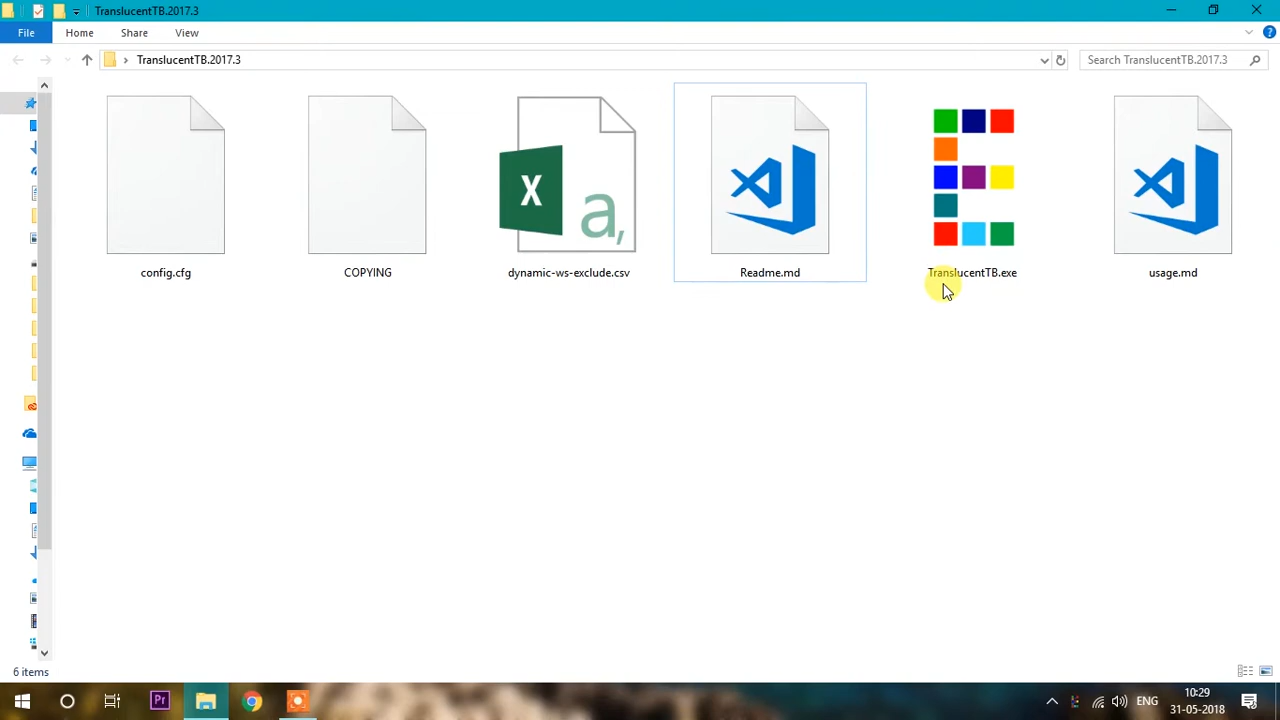 TranslucentTB.2017.3
File Home Share View
TranslucentTB.2017.3 Search TranslucentTB.2017.3
X
a,
config.cfg COPYING dynamic-ws-exclude.csv Readme.md TranslucentTB.exe usage.md
6 items
Pr ENG 10:29
31-05-2018